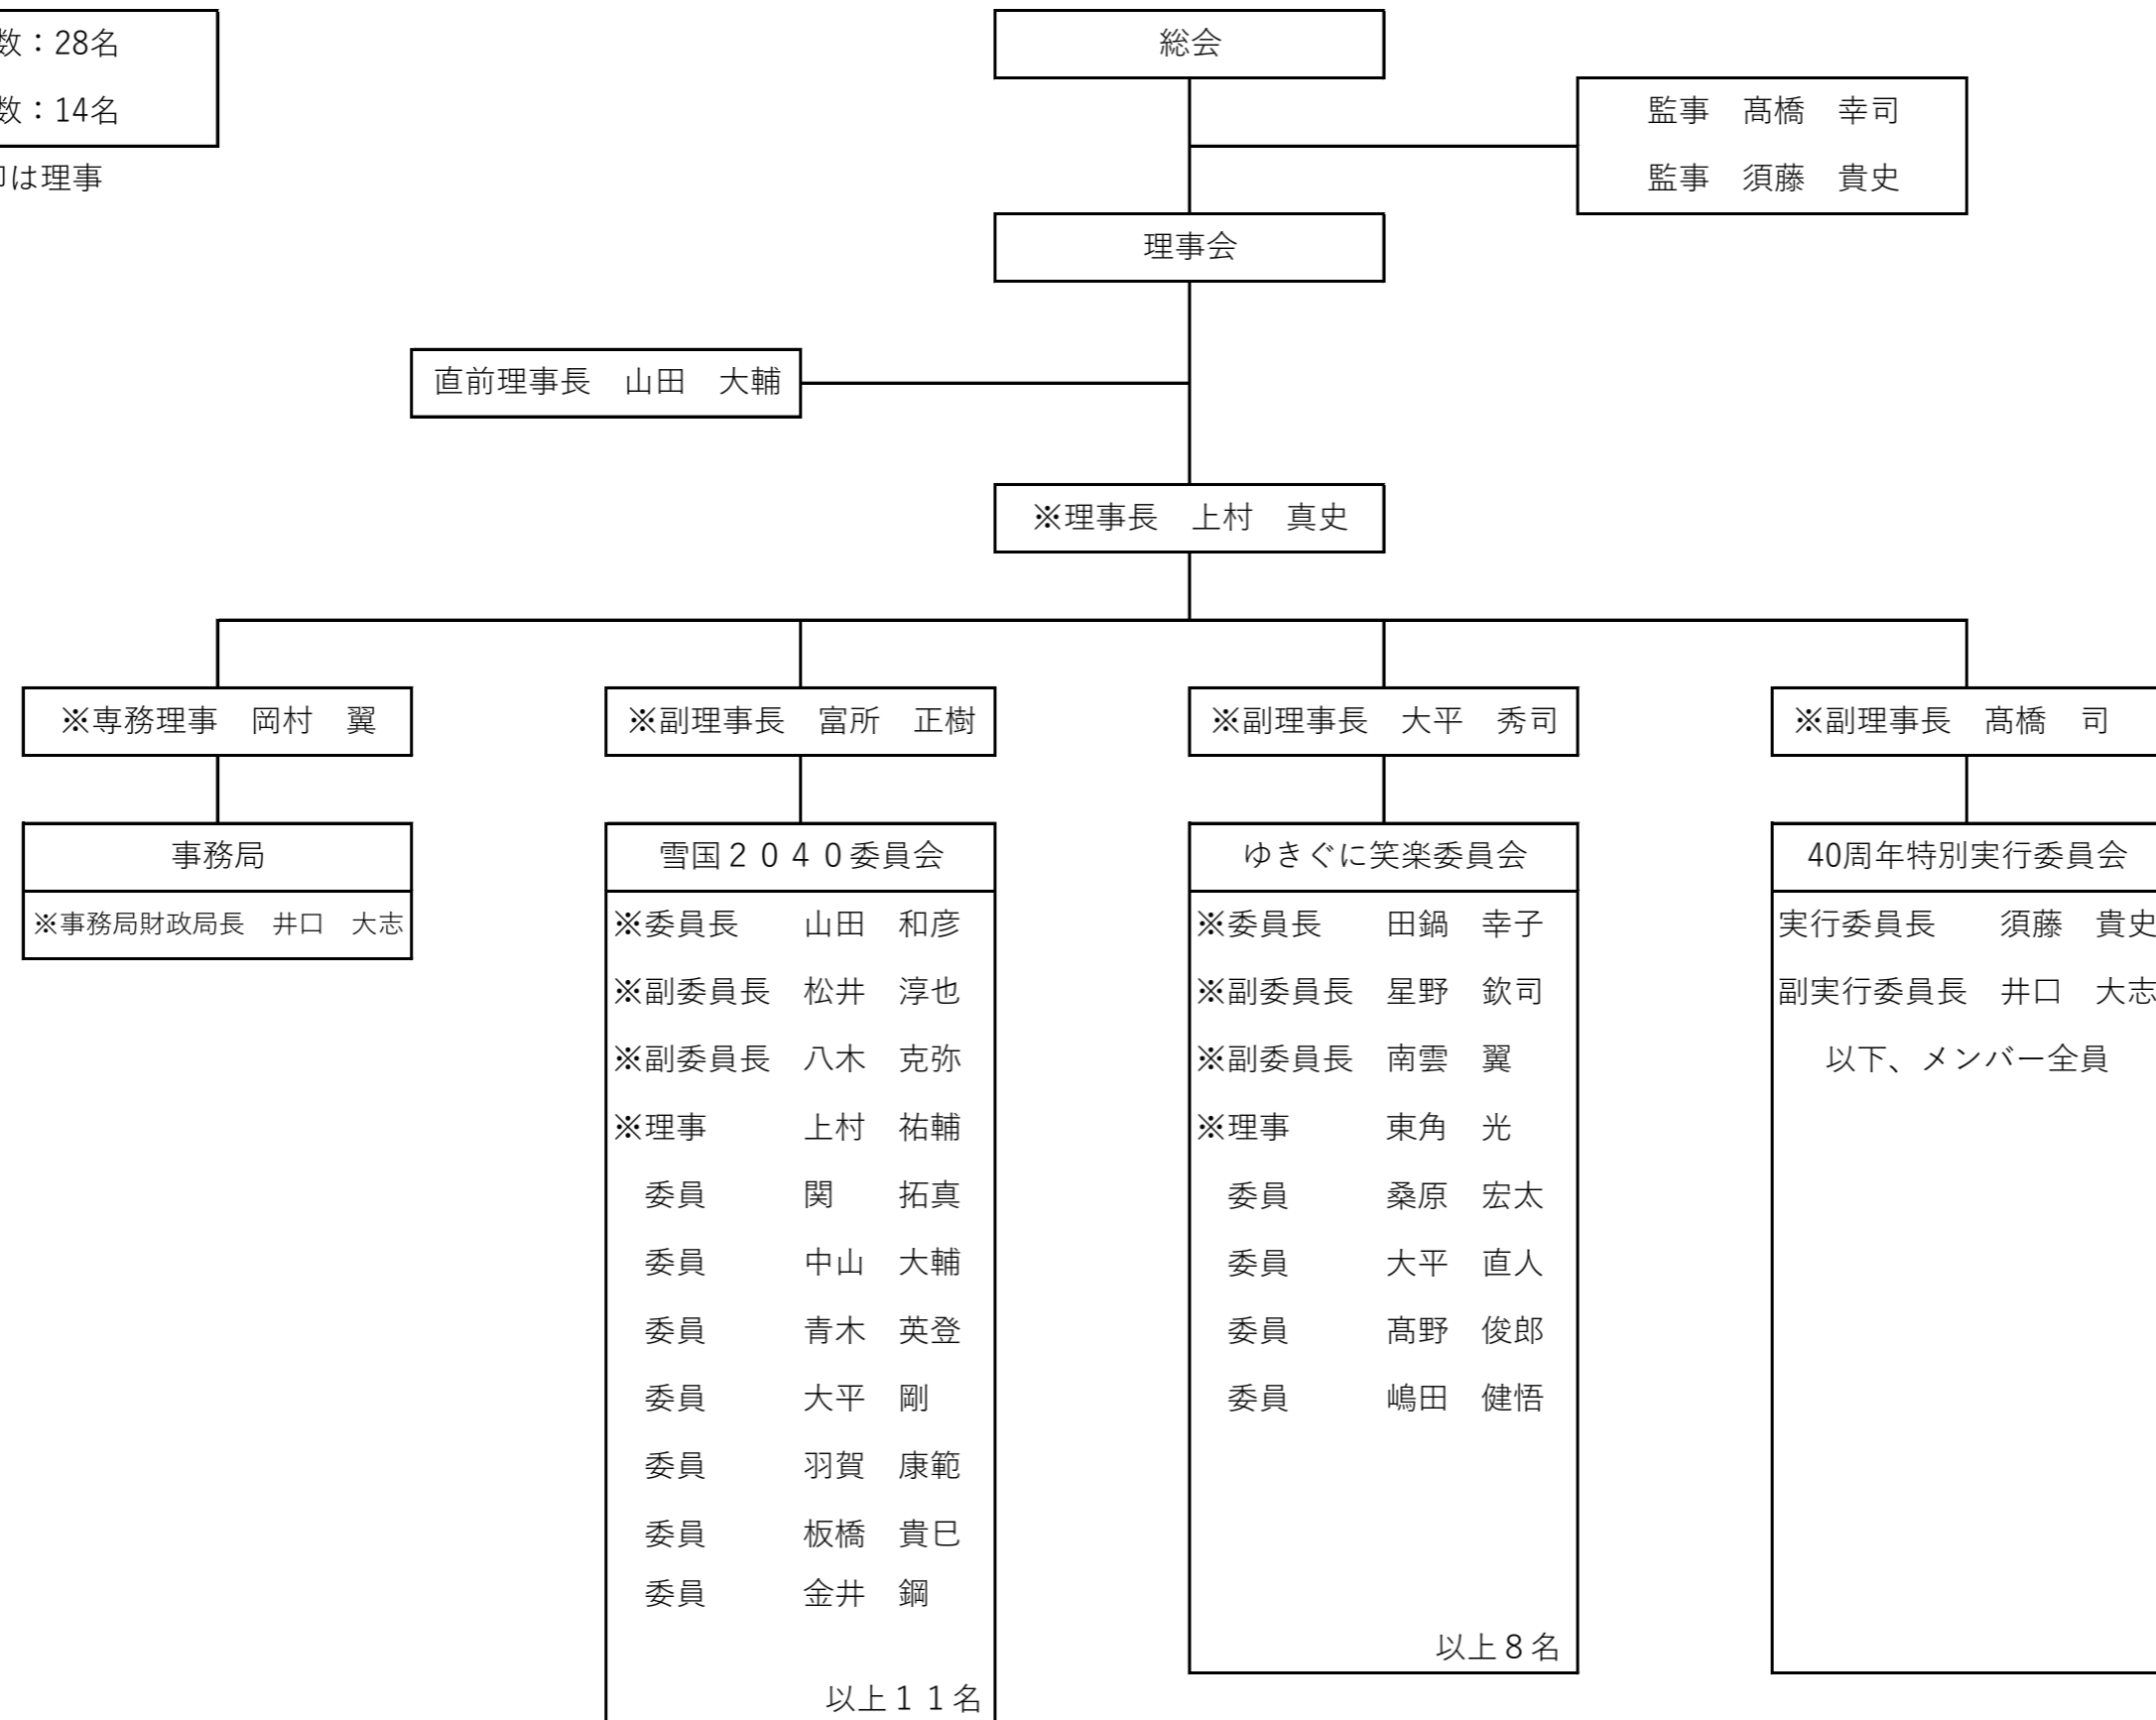 数：28名
数：14名
印は理事
総会
監事　髙橋　幸司
監事　須藤　貴史
理事会
直前理事長　山田　大輔
※理事長　上村　真史
※専務理事　岡村　翼
※副理事長　富所　正樹
※副理事長　大平　秀司
※副理事長　髙橋　司
事務局
※事務局財政局長　井口　大志
雪国２０４０委員会
※委員長　山田　和彦
※副委員長　松井　淳也
※副委員長　八木　克弥
※理事　上村　祐輔
委員　関　拓真
委員　中山　大輔
委員　青木　英登
委員　大平　剛
委員　羽賀　康範
委員　板橋　貴巳
委員　金井　鋼
以上１１名
ゆきぐに笑楽委員会
※委員長　田鍋　幸子
※副委員長　星野　欽司
※副委員長　南雲　翼
※理事　東角　光
委員　桑原　宏太
委員　大平　直人
委員　髙野　俊郎
委員　嶋田　健悟
以上８名
40周年特別実行委員会
実行委員長　須藤　貴史
副実行委員長　井口　大志
以下、メンバー全員